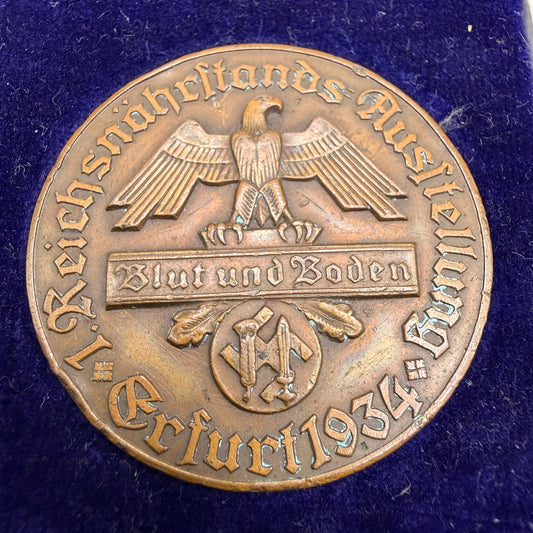 1. Reichsnährstands-Ausstellung
Blut und Boden
Erfurt 1934